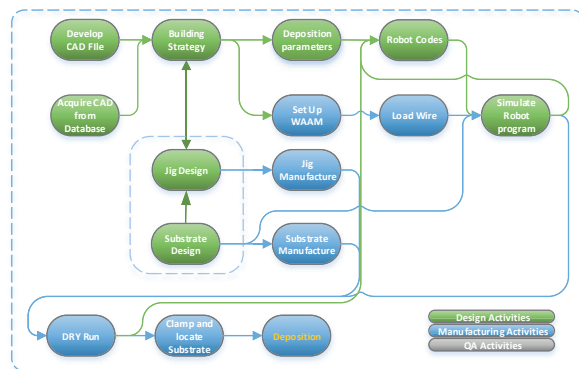 Develop
CAD File
Building
Strategy
Deposition
parameters
Robot Codes
Acquire CAD
from
Database
Set Up
WAAM
Load Wire
Simulate
Robot
program
Jig Design
Jig
Manufacture
Substrate
Design
Substrate
Manufacture
DRY Run
Clamp and
locate
Substrate
Deposition
Design Activities
Manufacturing Activities
QA Activities